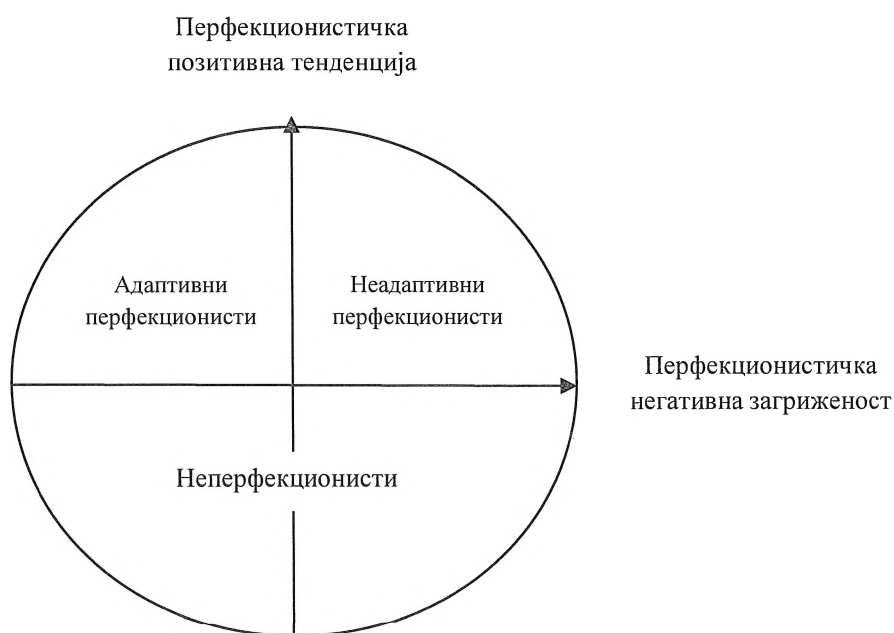 Перфекционистичка
позитивна тенденција
Адаптивни
перфекционисти
Неадаптивни
перфекционисти
Перфекционистичка
негативна загриженост
Неперфекционисти